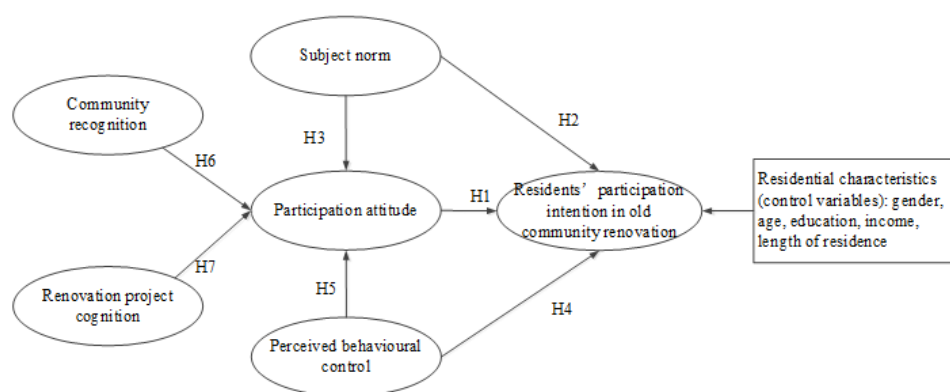 Subject norm
Community
recognition
H2
H3
H6
Residential characteristics
(control variables): gender,
age, education, income,
length of residence
Participation attitude
H1
Residents' participation
intention in old
community renovation
H7
Renovation project
cognition
H5
H4
Perceived behavioural
control